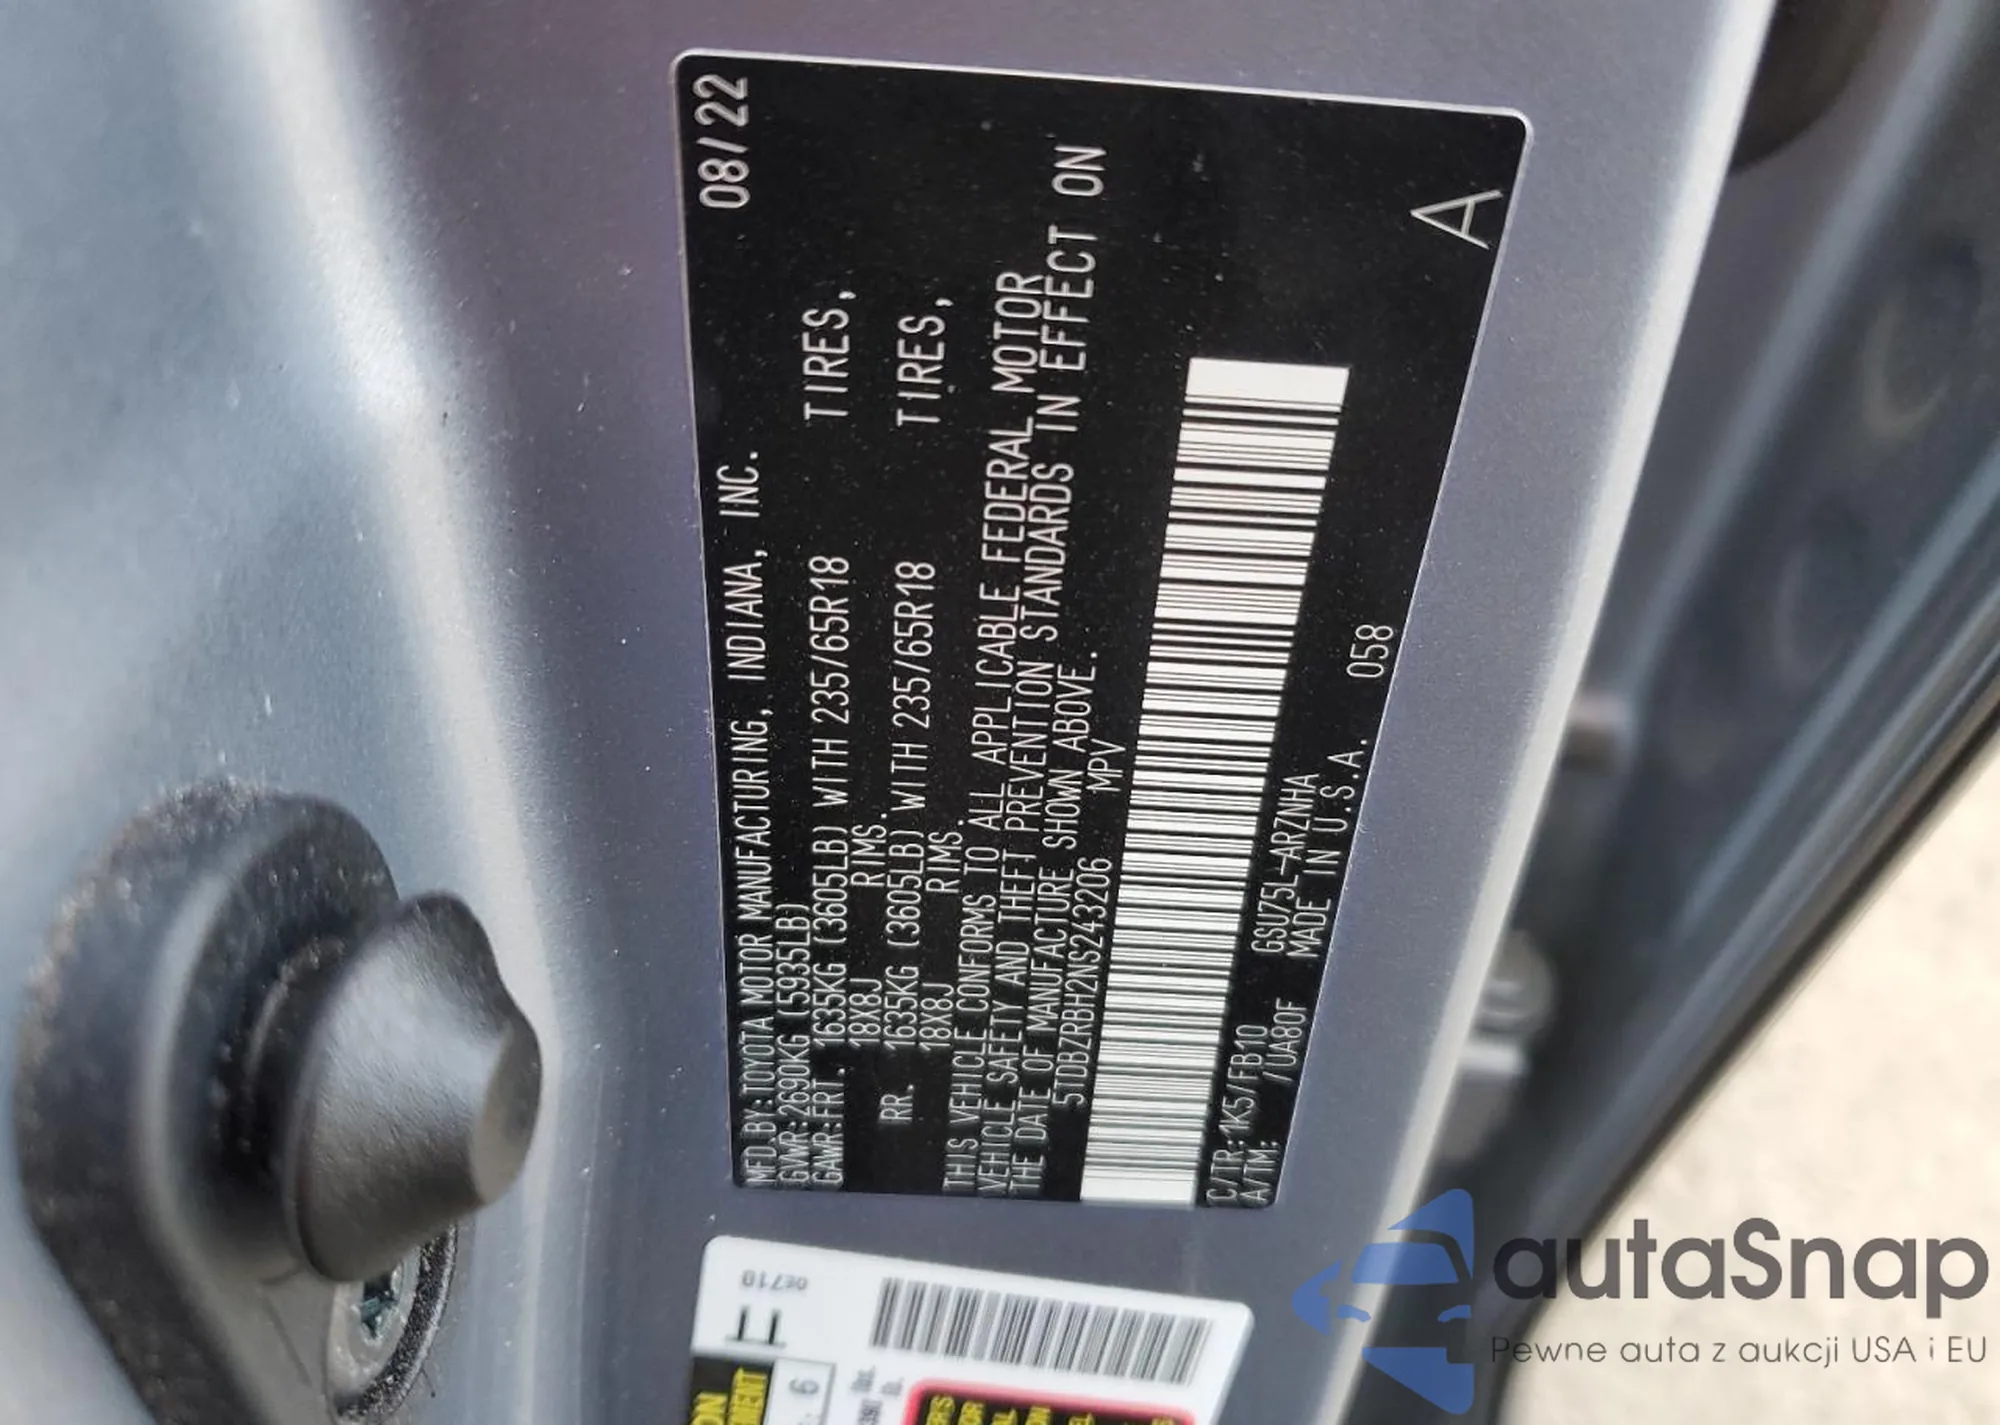 MFD.BY:TOYOTA MOTOR MANUFACTURING, INDIANA, INC. 08/22
GVWR:2690KG (5935LB)
GAWR:FRT. 1635KG (3605LB) WITH 235/65R18 TIRES,
18X8J RIMS.
RR. 1635KG (3605LB) WITH 235/65R18 TIRES,
18X8J RIMS.
THIS VEHICLE CONFORMS TO ALL APPLICABLE FEDERAL MOTOR
VEHICLE SAFETY AND THEFT PREVENTION STANDARDS IN EFFECT ON
THE DATE OF MANUFACTURE SHOWN ABOVE.
5TDBZRBH2NS243206 MPV
C/TR:1K5/FB10 GSU75L-ARZNHA
A/TM: /UA80F MADE IN U.S.A. 058
A
0E710
6
autaSnap
Pewne auta z aukcji USA i EU